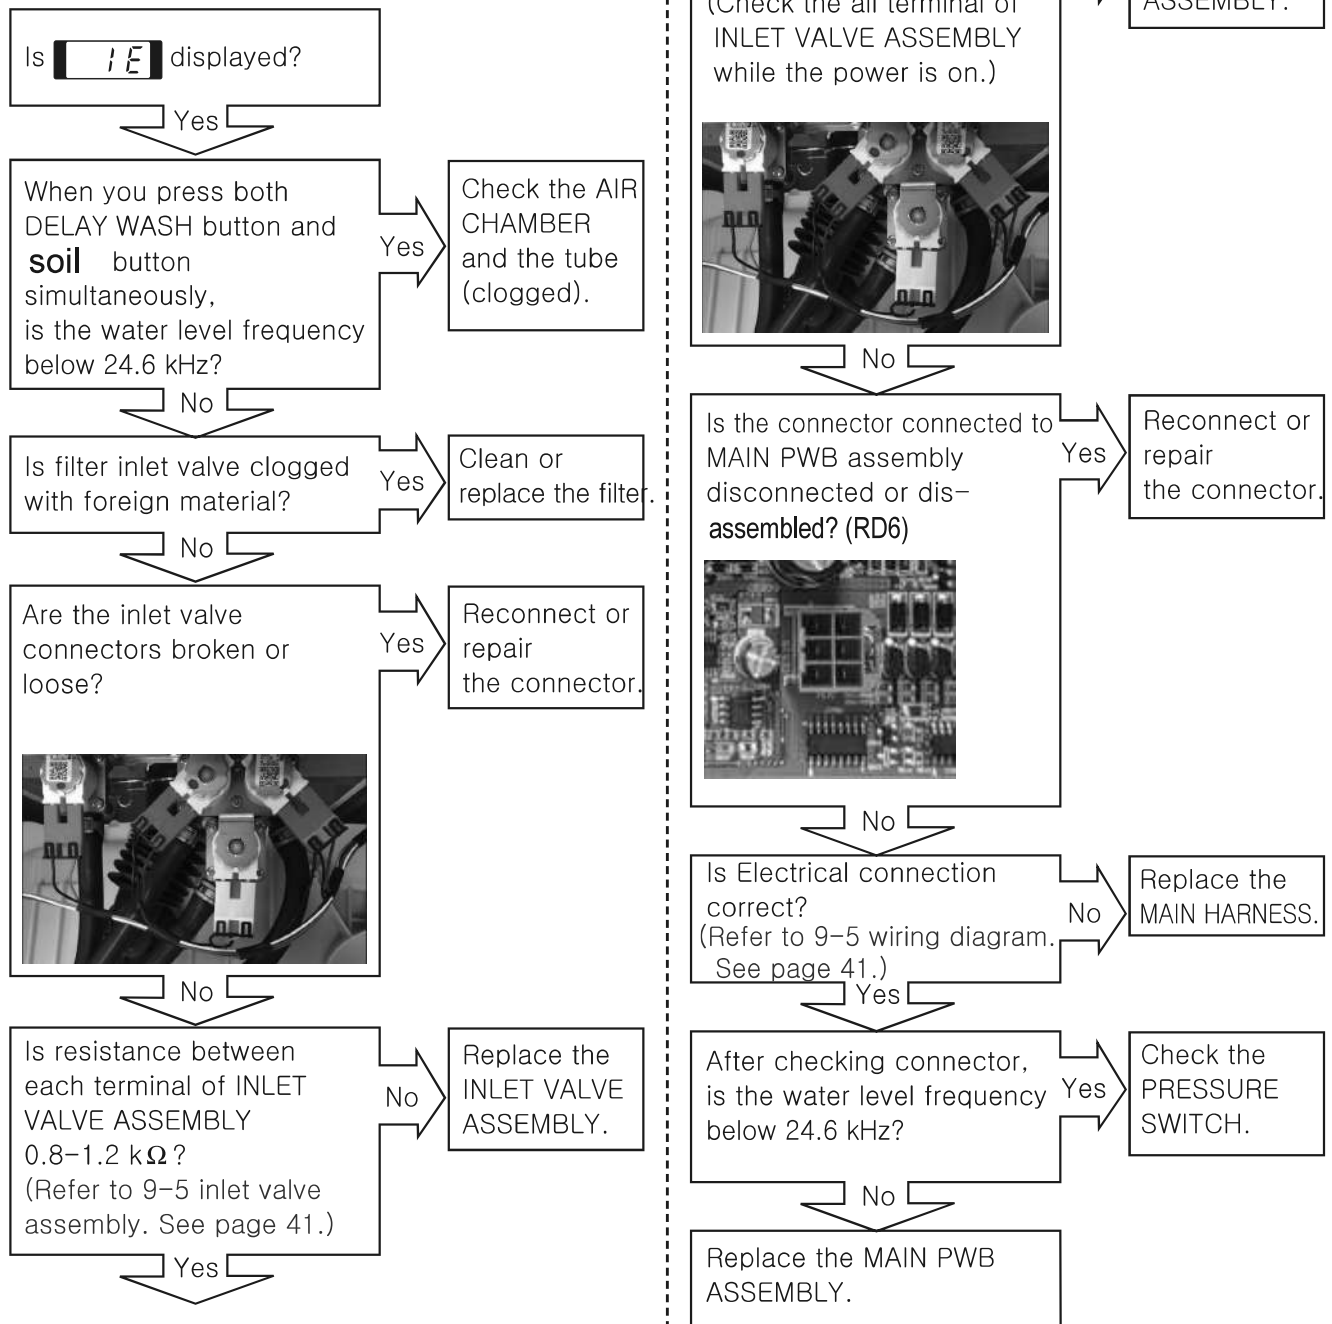 Is IE displayed?
Yes
When you press both
DELAY WASH button and
soil button
simultaneously,
is the water level frequency
below 24.6 kHz?
Yes
Check the AIR
CHAMBER
and the tube
(clogged).
No
Is filter inlet valve clogged
with foreign material?
Yes
Clean or
replace the filter.
No
Are the inlet valve
connectors broken or
loose?
Yes
Reconnect or
repair
the connector.
No
Is resistance between
each terminal of INLET
VALVE ASSEMBLY
0.8-1.2 kΩ?
(Refer to 9-5 inlet valve
assembly. See page 41.)
No
Replace the
INLET VALVE
ASSEMBLY.
Yes
(Check the all terminal of
INLET VALVE ASSEMBLY
while the power is on.)
ASSEMBLY.
No
Is the connector connected to
MAIN PWB assembly
disconnected or dis-
assembled? (RD6)
Yes
Reconnect or
repair
the connector.
No
Is Electrical connection
correct?
(Refer to 9-5 wiring diagram.
See page 41.)
No
Replace the
MAIN HARNESS.
Yes
After checking connector,
is the water level frequency
below 24.6 kHz?
Yes
Check the
PRESSURE
SWITCH.
No
Replace the MAIN PWB
ASSEMBLY.